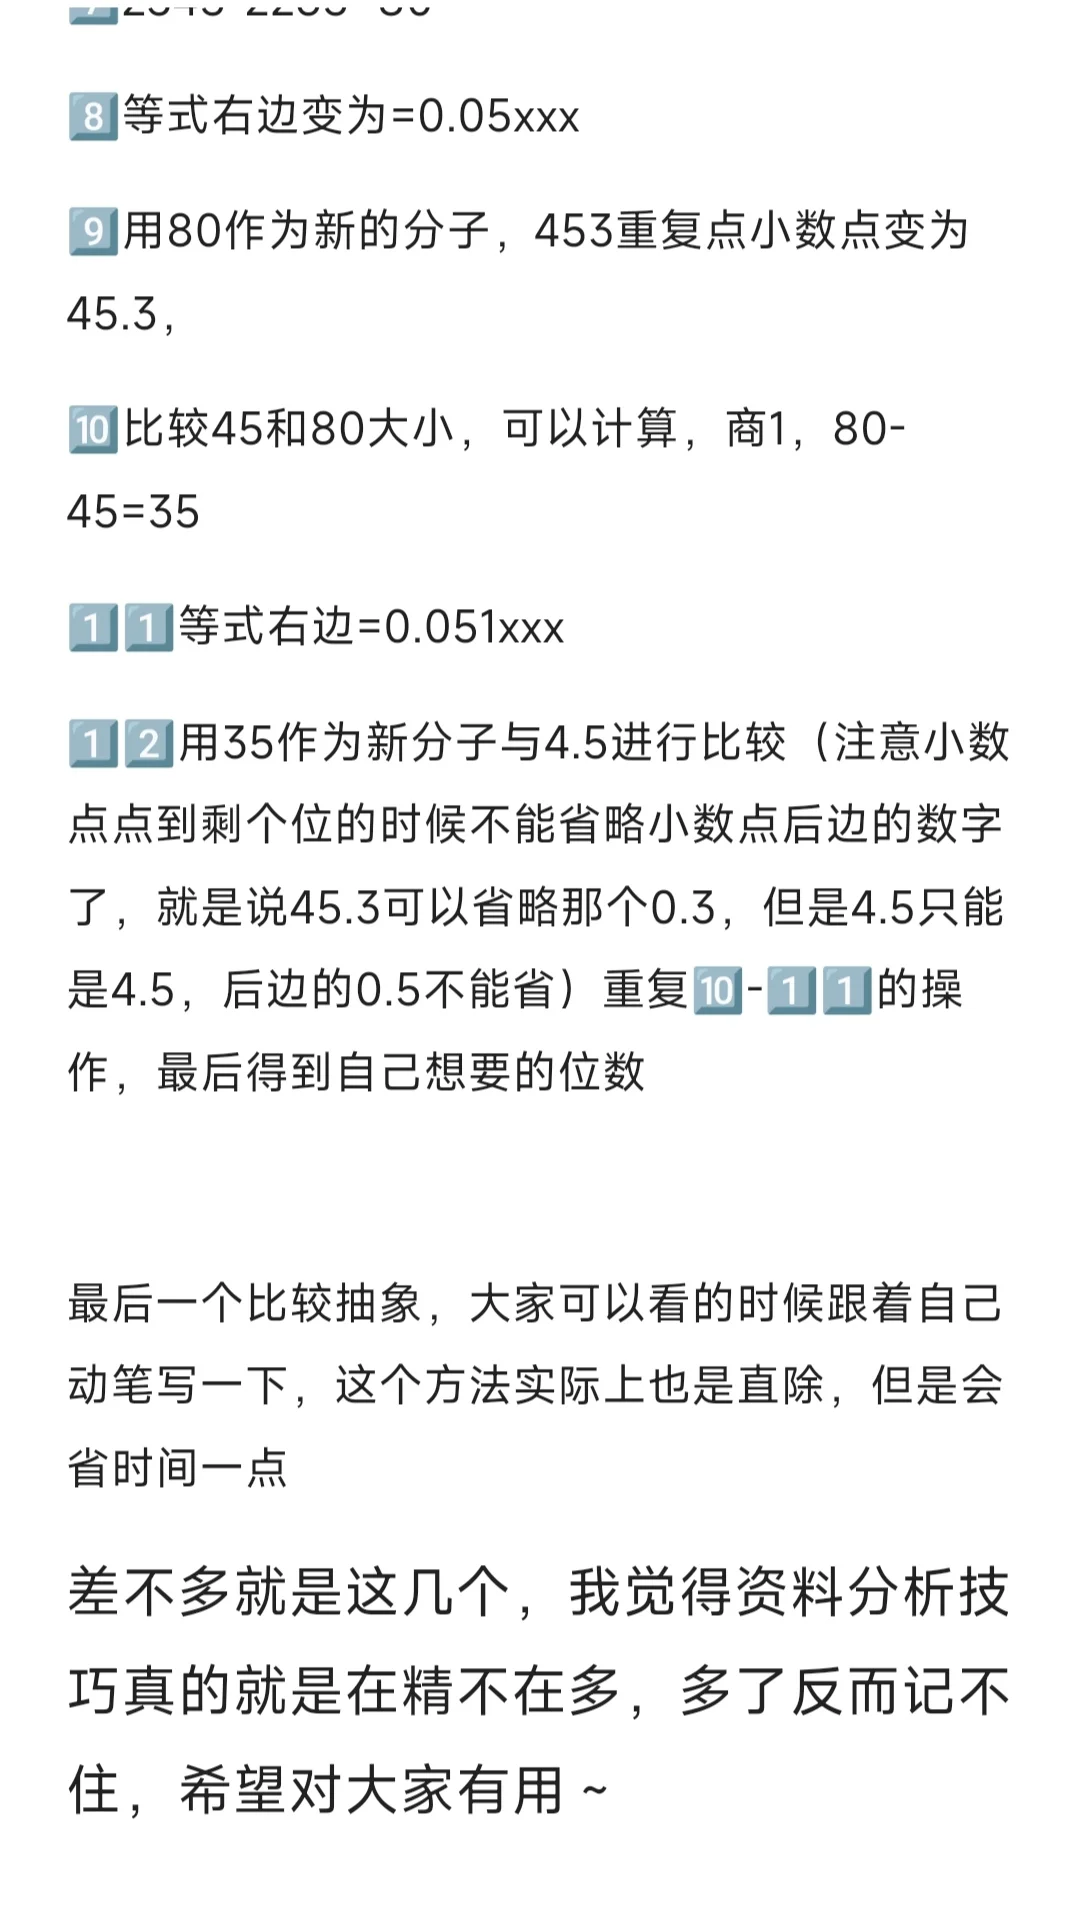 8️⃣等式右边变为=0.05xxx
9️⃣用80作为新的分子，453重复点小数点变为
45.3，
🔟比较45和80大小，可以计算，商1，80-
45=35
1️⃣1️⃣等式右边=0.051xxx
1️⃣2️⃣用35作为新分子与4.5进行比较（注意小数
点点到剩个位的时候不能省略小数点后边的数字
了，就是说45.3可以省略那个0.3，但是4.5只能
是4.5，后边的0.5不能省）重复🔟-1️⃣1️⃣的操
作，最后得到自己想要的位数
最后一个比较抽象，大家可以看的时候跟着自己
动笔写一下，这个方法实际上也是直除，但是会
省时间一点
差不多就是这几个，我觉得资料分析技
巧真的就是在精不在多，多了反而记不
住，希望对大家有用～